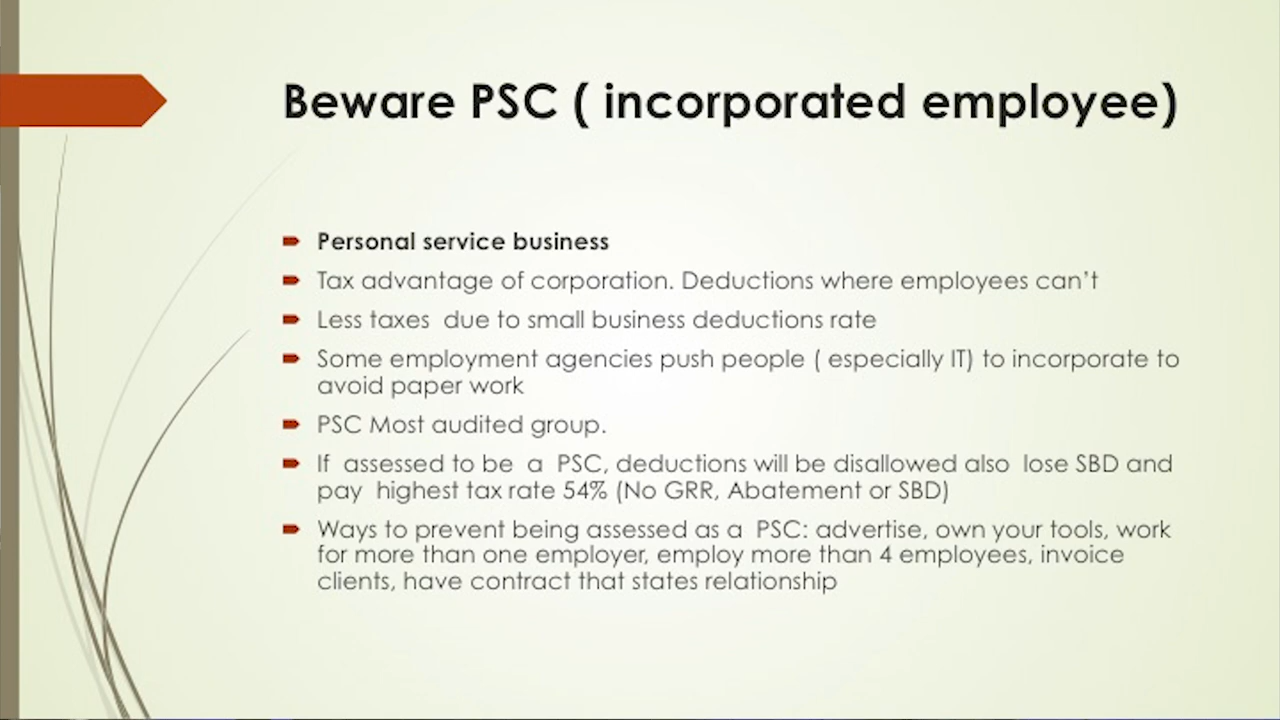 Beware PSC ( incorporated employee)
Personal service business
Tax advantage of corporation. Deductions where employees can’t
Less taxes  due to small business deductions rate
Some employment agencies push people ( especially IT) to incorporate to
avoid paper work
PSC Most audited group.
If  assessed to be  a  PSC, deductions will be disallowed also  lose SBD and
pay  highest tax rate 54% (No GRR, Abatement or SBD)
Ways to prevent being assessed as a  PSC: advertise, own your tools, work
for more than one employer, employ more than 4 employees, invoice
clients, have contract that states relationship